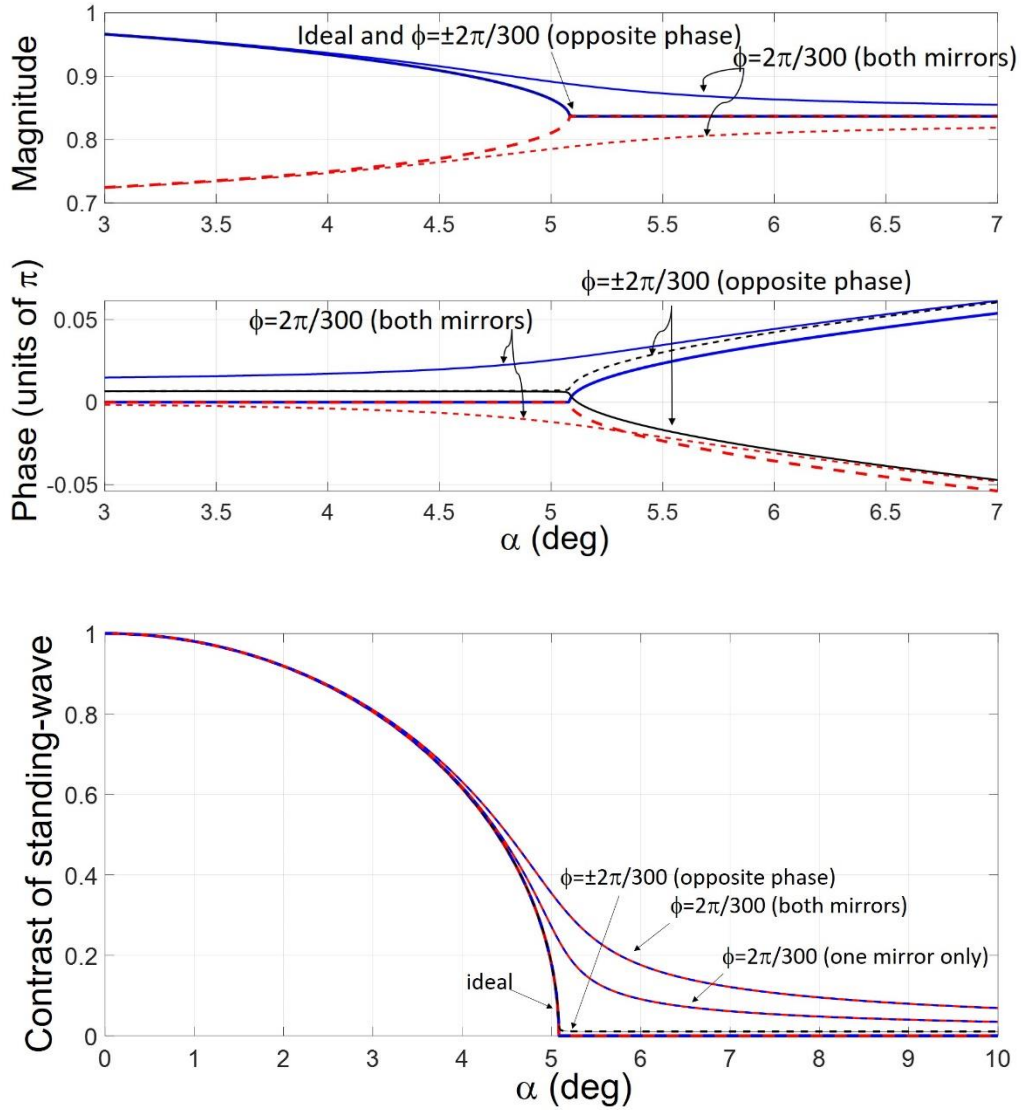 Magnitude
1
0.9
0.8
0.7
Ideal and ϕ=±2π/300 (opposite phase)
ϕ=2π/300 (both mirrors)
3 3.5 4 4.5 5 5.5 6 6.5 7
Phase (units of π)
0.05
0
-0.05
ϕ=±2π/300 (opposite phase)
ϕ=2π/300 (both mirrors)
3 3.5 4 4.5 5 5.5 6 6.5 7
α (deg)
Contrast of standing-wave
1
0.8
0.6
0.4
0.2
0
ϕ=±2π/300 (opposite phase)
ϕ=2π/300 (both mirrors)
ϕ=2π/300 (one mirror only)
ideal
0 1 2 3 4 5 6 7 8 9 10
α (deg)